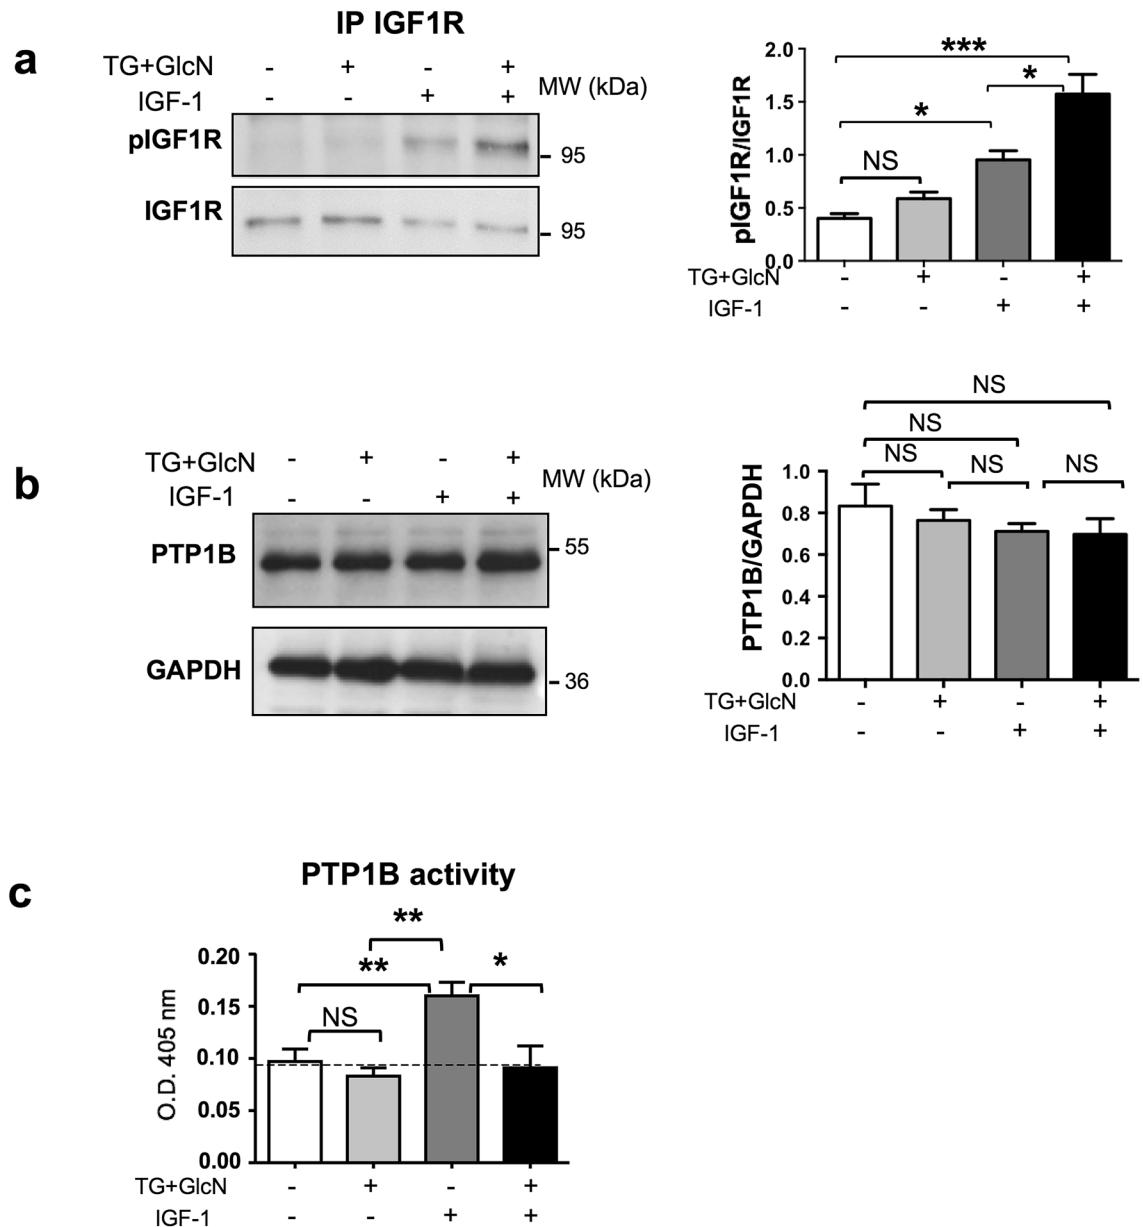 IP IGF1R
a
TG+GlcN - + - +
IGF-1 - - + +
MW (kDa)
pIGF1R
95
IGF1R
95
pIGF1R/IGF1R
2.0
1.5
1.0
0.5
0.0
***
*
*
NS
TG+GlcN - + - +
IGF-1 - - + +
b
TG+GlcN - + - +
IGF-1 - - + +
MW (kDa)
PTP1B
55
GAPDH
36
PTP1B/GAPDH
1.0
0.8
0.6
0.4
0.2
0.0
NS
NS
NS NS NS
TG+GlcN - + - +
IGF-1 - - + +
c
PTP1B activity
O.D. 405 nm
0.20
0.15
0.10
0.05
0.00
**
** *
NS
TG+GlcN - + - +
IGF-1 - - + +